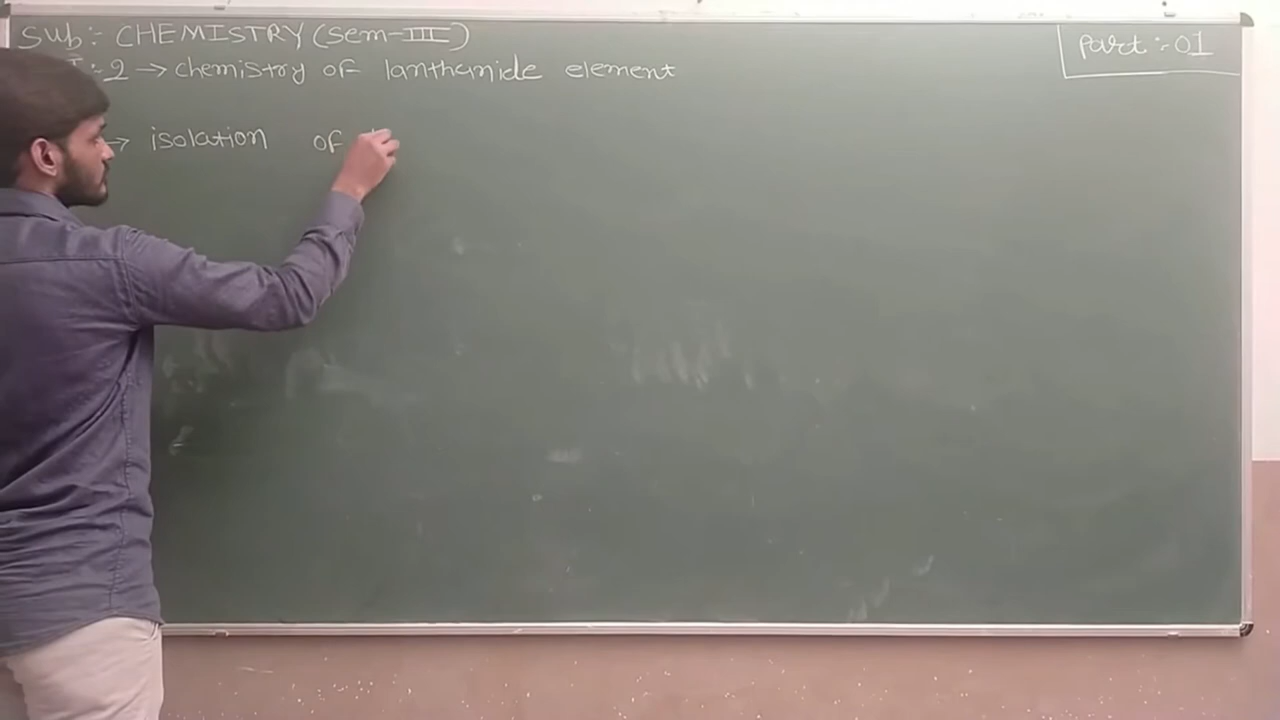 Sub:- CHEMISTRY (Sem-III)
Part :- 01
:- 2 → chemistry of lanthanide element
→ isolation of